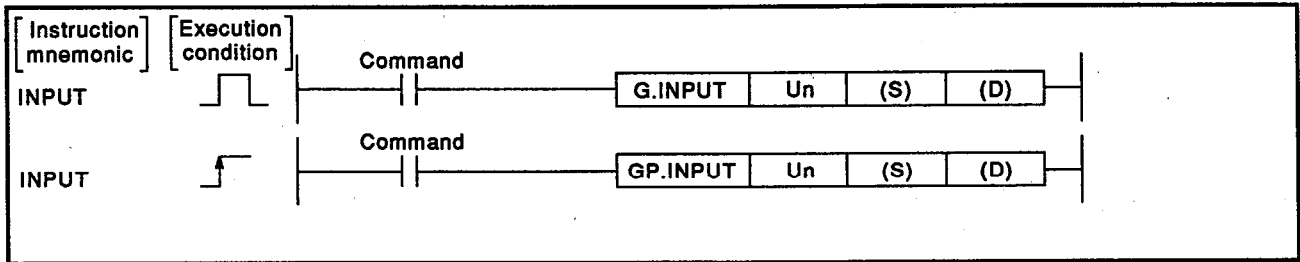 [Instruction mnemonic] [Execution condition]
Command
INPUT G.INPUT Un (S) (D)
Command
INPUT GP.INPUT Un (S) (D)